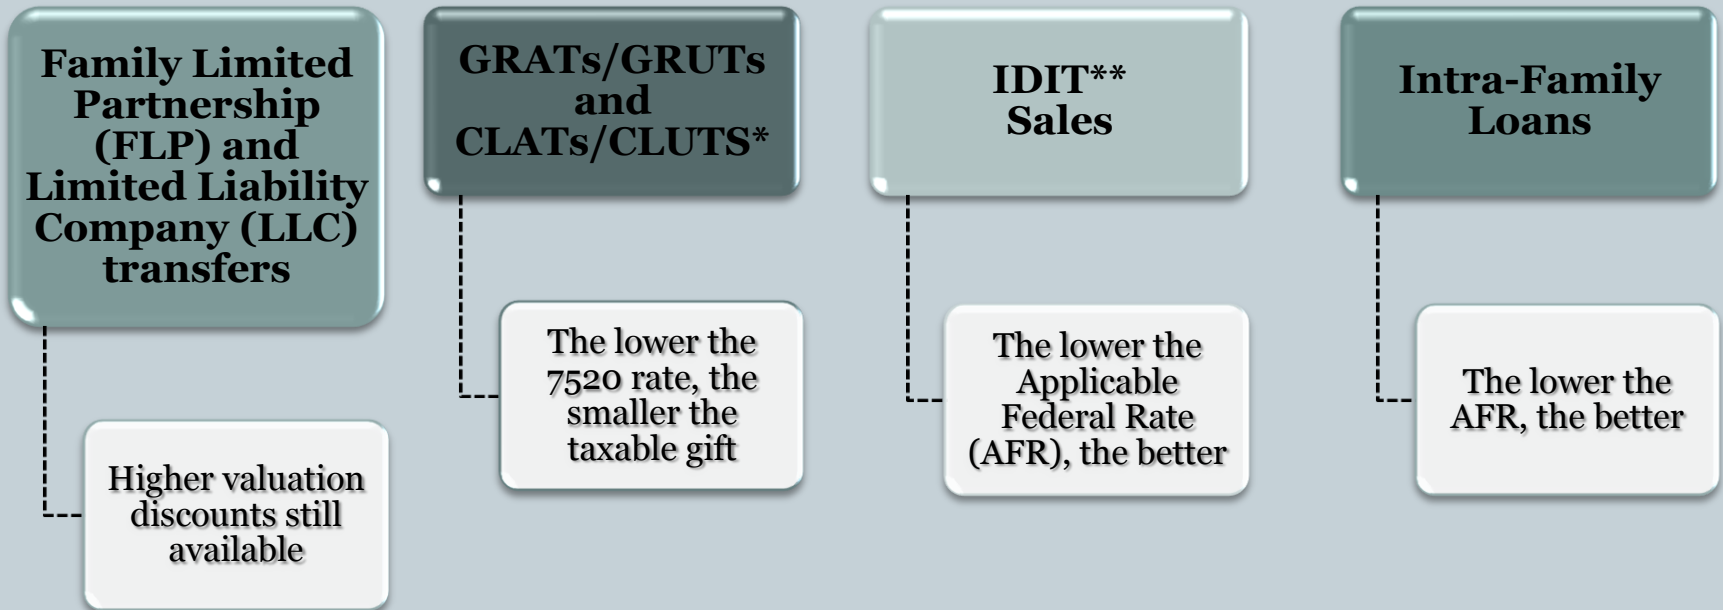 Family Limited
Partnership
(FLP) and
Limited Liability
Company (LLC)
transfers
Higher valuation
discounts still
available
GRATs/GRUTs
and
CLATs/CLUTS*
The lower the
7520 rate, the
smaller the
taxable gift
IDIT**
Sales
The lower the
Applicable
Federal Rate
(AFR), the better
Intra-Family
Loans
The lower the
AFR, the better